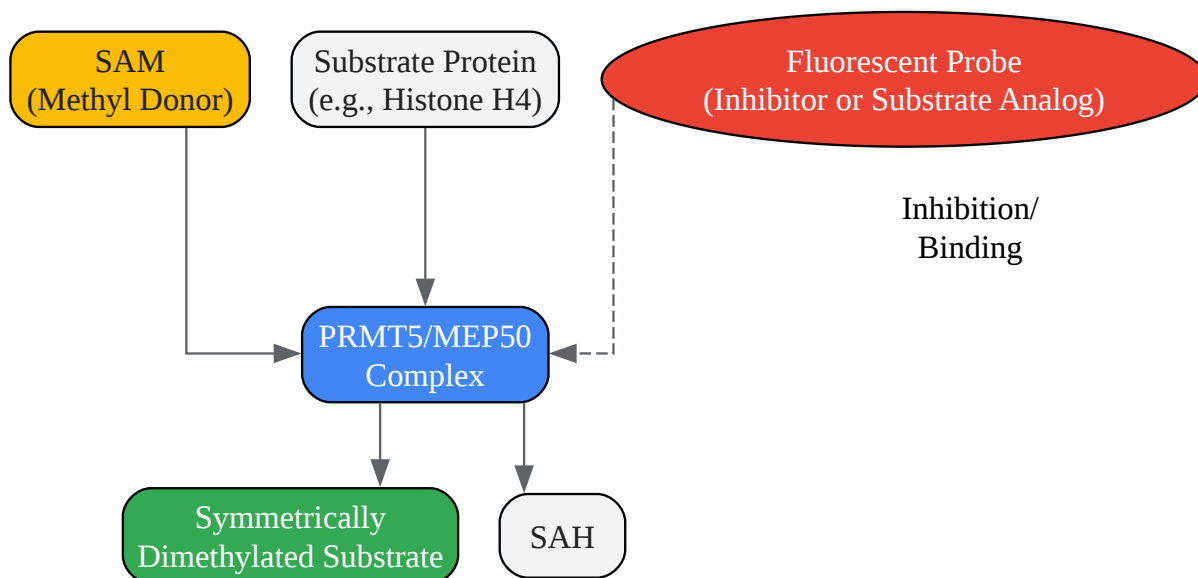 SAM
(Methyl Donor)
Substrate Protein
(e.g., Histone H4)
Fluorescent Probe
(Inhibitor or Substrate Analog)
Inhibition/
Binding
PRMT5/MEP50
Complex
Symmetrically
Dimethylated Substrate
SAH